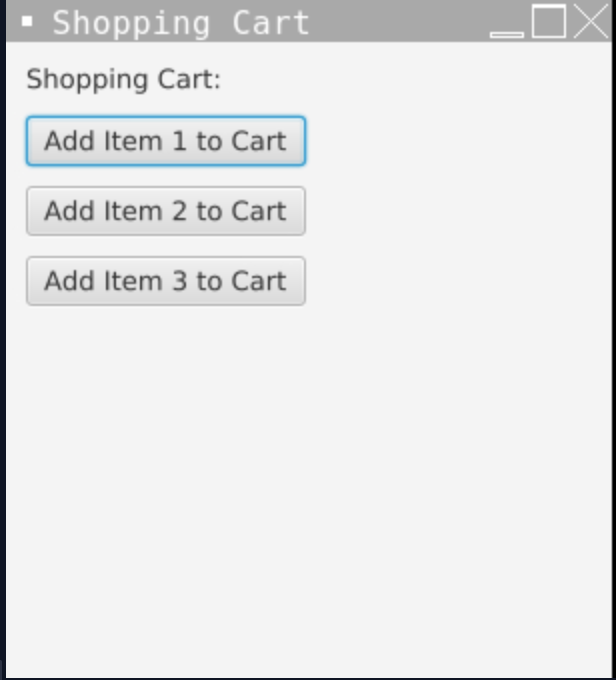 Shopping Cart
Shopping Cart:
Add Item 1 to Cart
Add Item 2 to Cart
Add Item 3 to Cart